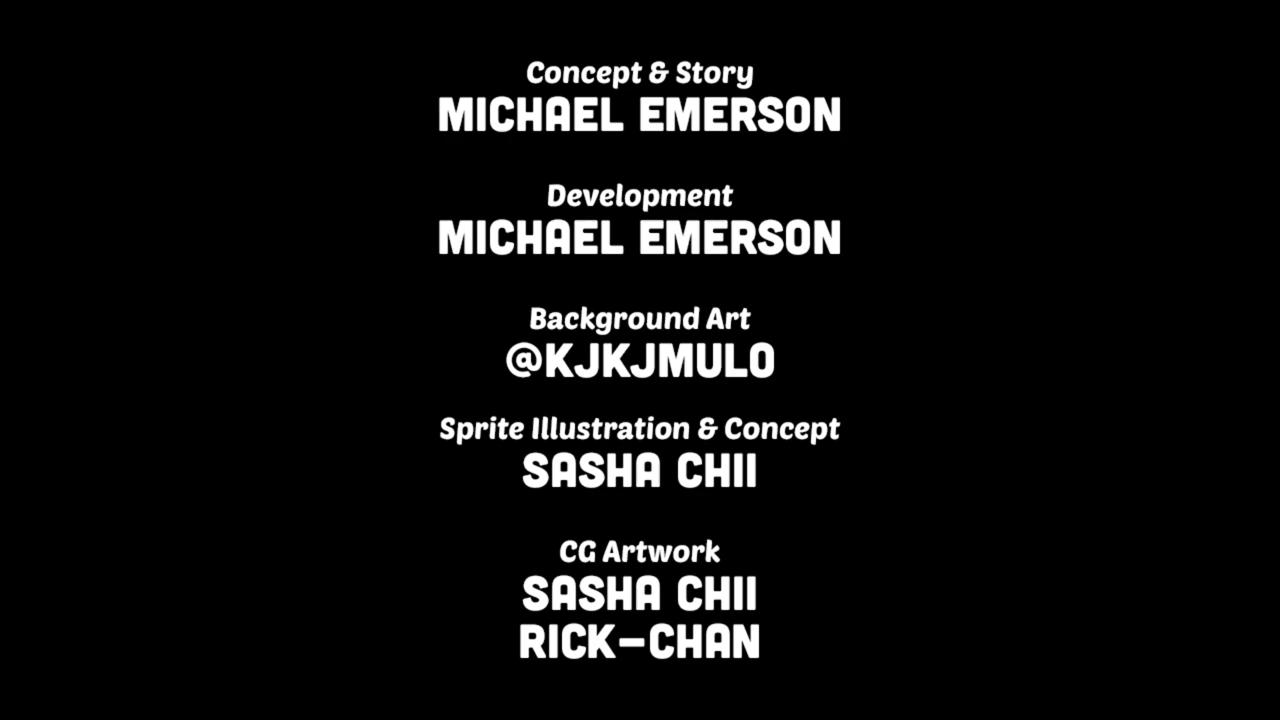 Concept & Story
MICHAEL EMERSON
Development
MICHAEL EMERSON
Background Art
@KJKJMULO
Sprite Illustration & Concept
SASHA CHII
CG Artwork
SASHA CHII
RICK-CHAN